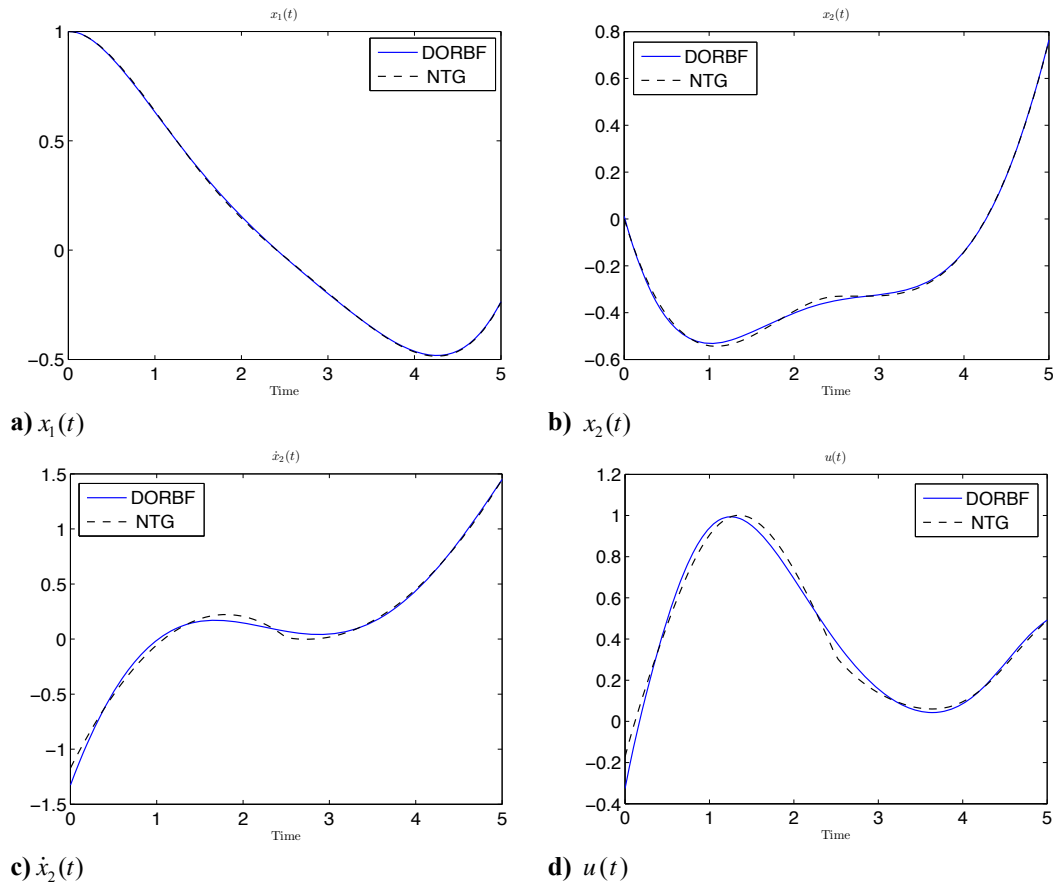 x₁(t)
1
0.5
0
−0.5
0 1 2 3 4 5
Time
DORBF
NTG
a) x₁(t)
x₂(t)
0.8
0.6
0.4
0.2
0
−0.2
−0.4
−0.6
0 1 2 3 4 5
Time
DORBF
NTG
b) x₂(t)
ẋ₂(t)
1.5
1
0.5
0
−0.5
−1
−1.5
0 1 2 3 4 5
Time
DORBF
NTG
c) ẋ₂(t)
u(t)
1.2
1
0.8
0.6
0.4
0.2
0
−0.2
−0.4
0 1 2 3 4 5
Time
DORBF
NTG
d) u(t)